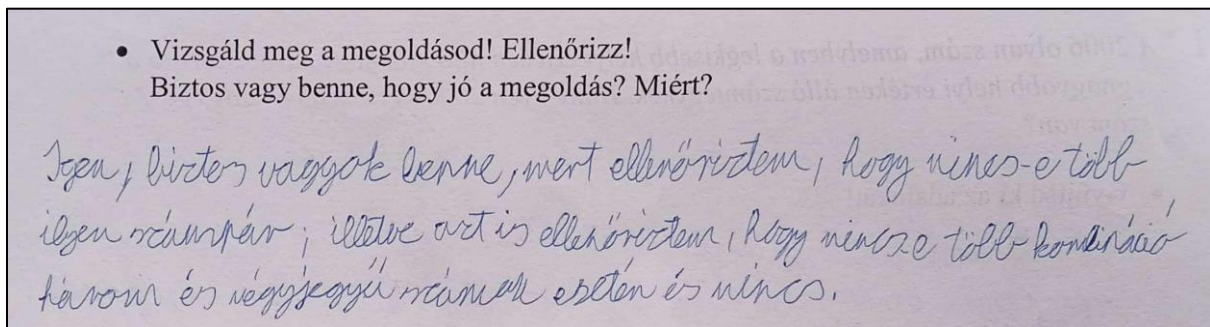 • Vizsgáld meg a megoldásod! Ellenőrizz!
Biztos vagy benne, hogy jó a megoldás? Miért?
Igen, biztos vagyok benne, mert ellenőriztem, hogy nincs-e több
ilyen számpár, illetve azt is ellenőriztem, hogy nincs-e több kombináció
három és négyjegyű számok esetén és nincs.